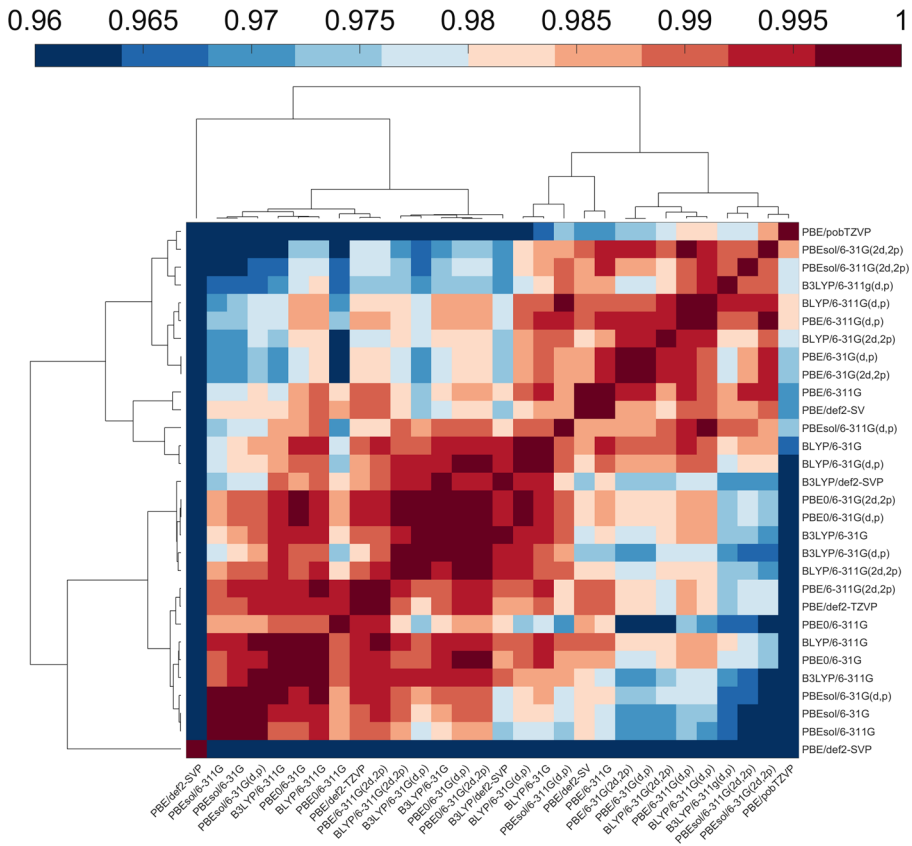 0.96 0.965 0.97 0.975 0.98 0.985 0.99 0.995 1
PBE/pobTZVP
PBEsol/6-31G(2d,2p)
PBEsol/6-311G(2d,2p)
B3LYP/6-311g(d,p)
BLYP/6-311G(d,p)
PBE/6-311G(d,p)
BLYP/6-31G(2d,2p)
PBE/6-31G(d,p)
PBE/6-31G(2d,2p)
PBE/6-311G
PBE/def2-SV
PBEsol/6-311G(d,p)
BLYP/6-31G
BLYP/6-31G(d,p)
B3LYP/def2-SVP
PBE0/6-31G(2d,2p)
PBE0/6-31G(d,p)
B3LYP/6-31G
B3LYP/6-31G(d,p)
BLYP/6-311G(2d,2p)
PBE/6-311G(2d,2p)
PBE/def2-TZVP
PBE0/6-311G
BLYP/6-311G
PBE0/6-31G
B3LYP/6-311G
PBEsol/6-31G(d,p)
PBEsol/6-31G
PBEsol/6-311G
PBE/def2-SVP
PBE/def2-SVP
PBEsol/6-311G
PBEsol/6-31G
PBEsol/6-31G(d,p)
B3LYP/6-311G
PBE0/6-31G
BLYP/6-311G
PBE0/6-311G
PBE/def2-TZVP
PBE/6-311G(2d,2p)
BLYP/6-311G(2d,2p)
B3LYP/6-31G(d,p)
B3LYP/6-31G
PBE0/6-31G(d,p)
PBE0/6-31G(2d,2p)
B3LYP/def2-SVP
BLYP/6-31G(d,p)
BLYP/6-31G
PBEsol/6-311G(d,p)
PBE/def2-SV
PBE/6-311G
PBE/6-31G(2d,2p)
PBE/6-31G(d,p)
BLYP/6-31G(2d,2p)
PBE/6-311G(d,p)
BLYP/6-311G(d,p)
B3LYP/6-311g(d,p)
PBEsol/6-311G(2d,2p)
PBEsol/6-31G(2d,2p)
PBE/pobTZVP